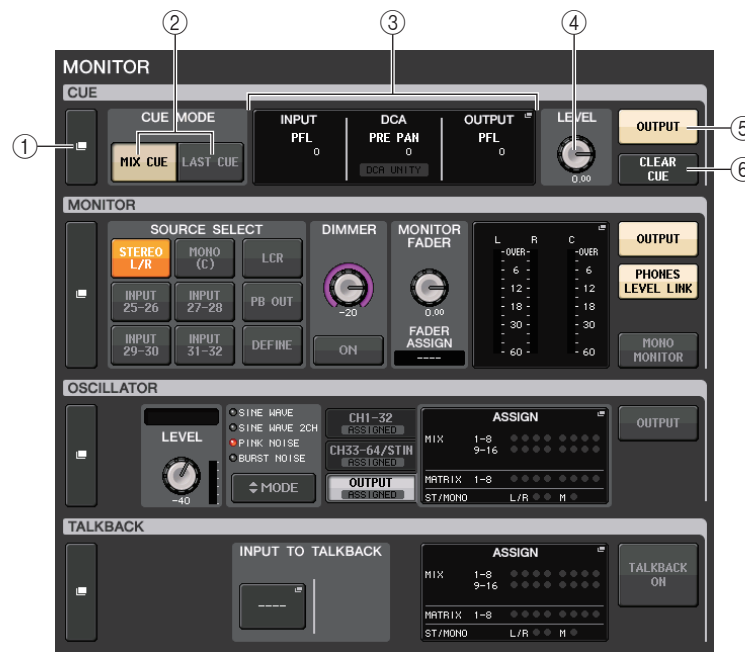 ② ③ ④
MONITOR
CUE
①
CUE MODE
MIX CUE LAST CUE
INPUT
PFL
0
DCA
PRE PAN
0
DCA UNITY
OUTPUT
PFL
0
LEVEL
0.00
OUTPUT
⑤
CLEAR
CUE
⑥
MONITOR
SOURCE SELECT
STEREO
L/R
MONO
(C)
LCR
INPUT
25-26
INPUT
27-28
PB OUT
INPUT
29-30
INPUT
31-32
DEFINE
DIMMER
-20
ON
MONITOR
FADER
0.00
FADER
ASSIGN
----
L R C
-OVER- -OVER
6 6
12 12
18 18
30 30
60 60
OUTPUT
PHONES
LEVEL LINK
MONO
MONITOR
OSCILLATOR
LEVEL
-40
SINE WAVE
SINE WAVE 2CH
PINK NOISE
BURST NOISE
MODE
CH1-32
ASSIGNED
CH33-64/STIN
ASSIGNED
OUTPUT
ASSIGNED
ASSIGN
MIX 1-8
9-16
MATRIX 1-8
ST/MONO L/R M
OUTPUT
TALKBACK
INPUT TO TALKBACK
----
ASSIGN
MIX 1-8
9-16
MATRIX 1-8
ST/MONO L/R M
TALKBACK
ON